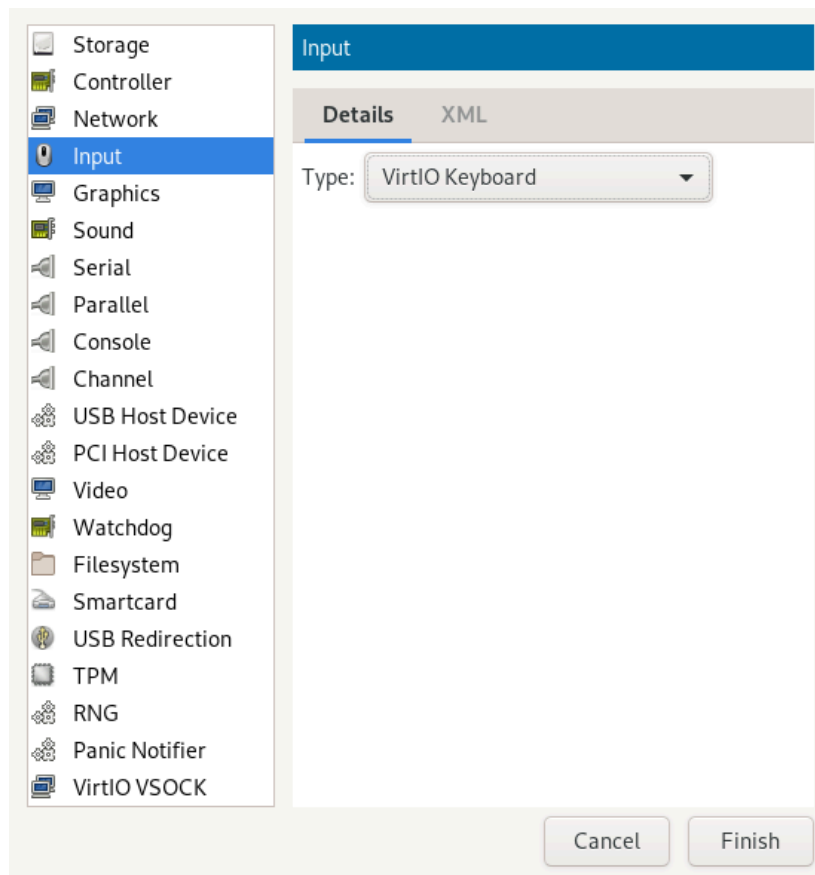 Storage
Controller
Network
Input
Graphics
Sound
Serial
Parallel
Console
Channel
USB Host Device
PCI Host Device
Video
Watchdog
Filesystem
Smartcard
USB Redirection
TPM
RNG
Panic Notifier
VirtIO VSOCK
Input
Details XML
Type: VirtIO Keyboard
Cancel Finish